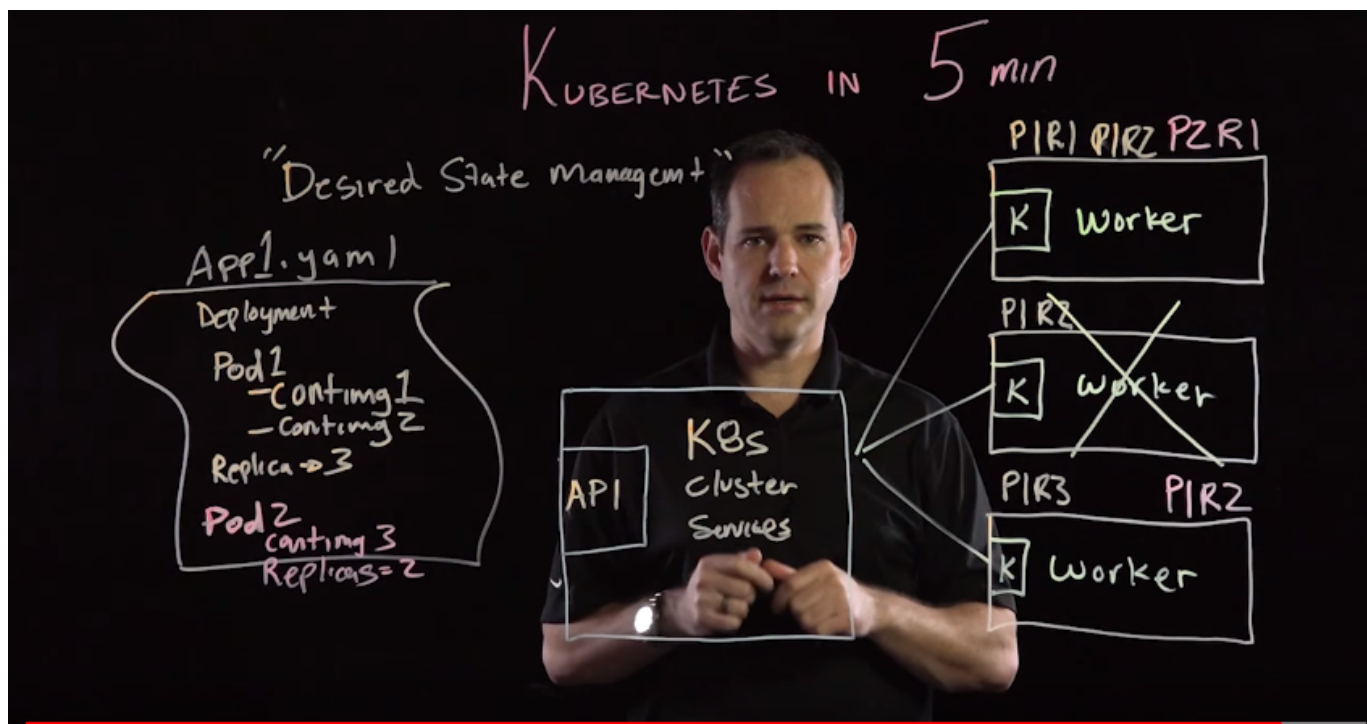 KUBERNETES IN 5 min
"Desired State Managemt"
App1.yaml
Deployment
Pod1
- Contimg1
- Contimg2
Replica → 3
Pod2
Contimg3
Replicas=2
API
K8s
Cluster
Services
P1R1 P1R2 P2R1
K Worker
P1R2
K Worker
P1R3 P1R2
K Worker